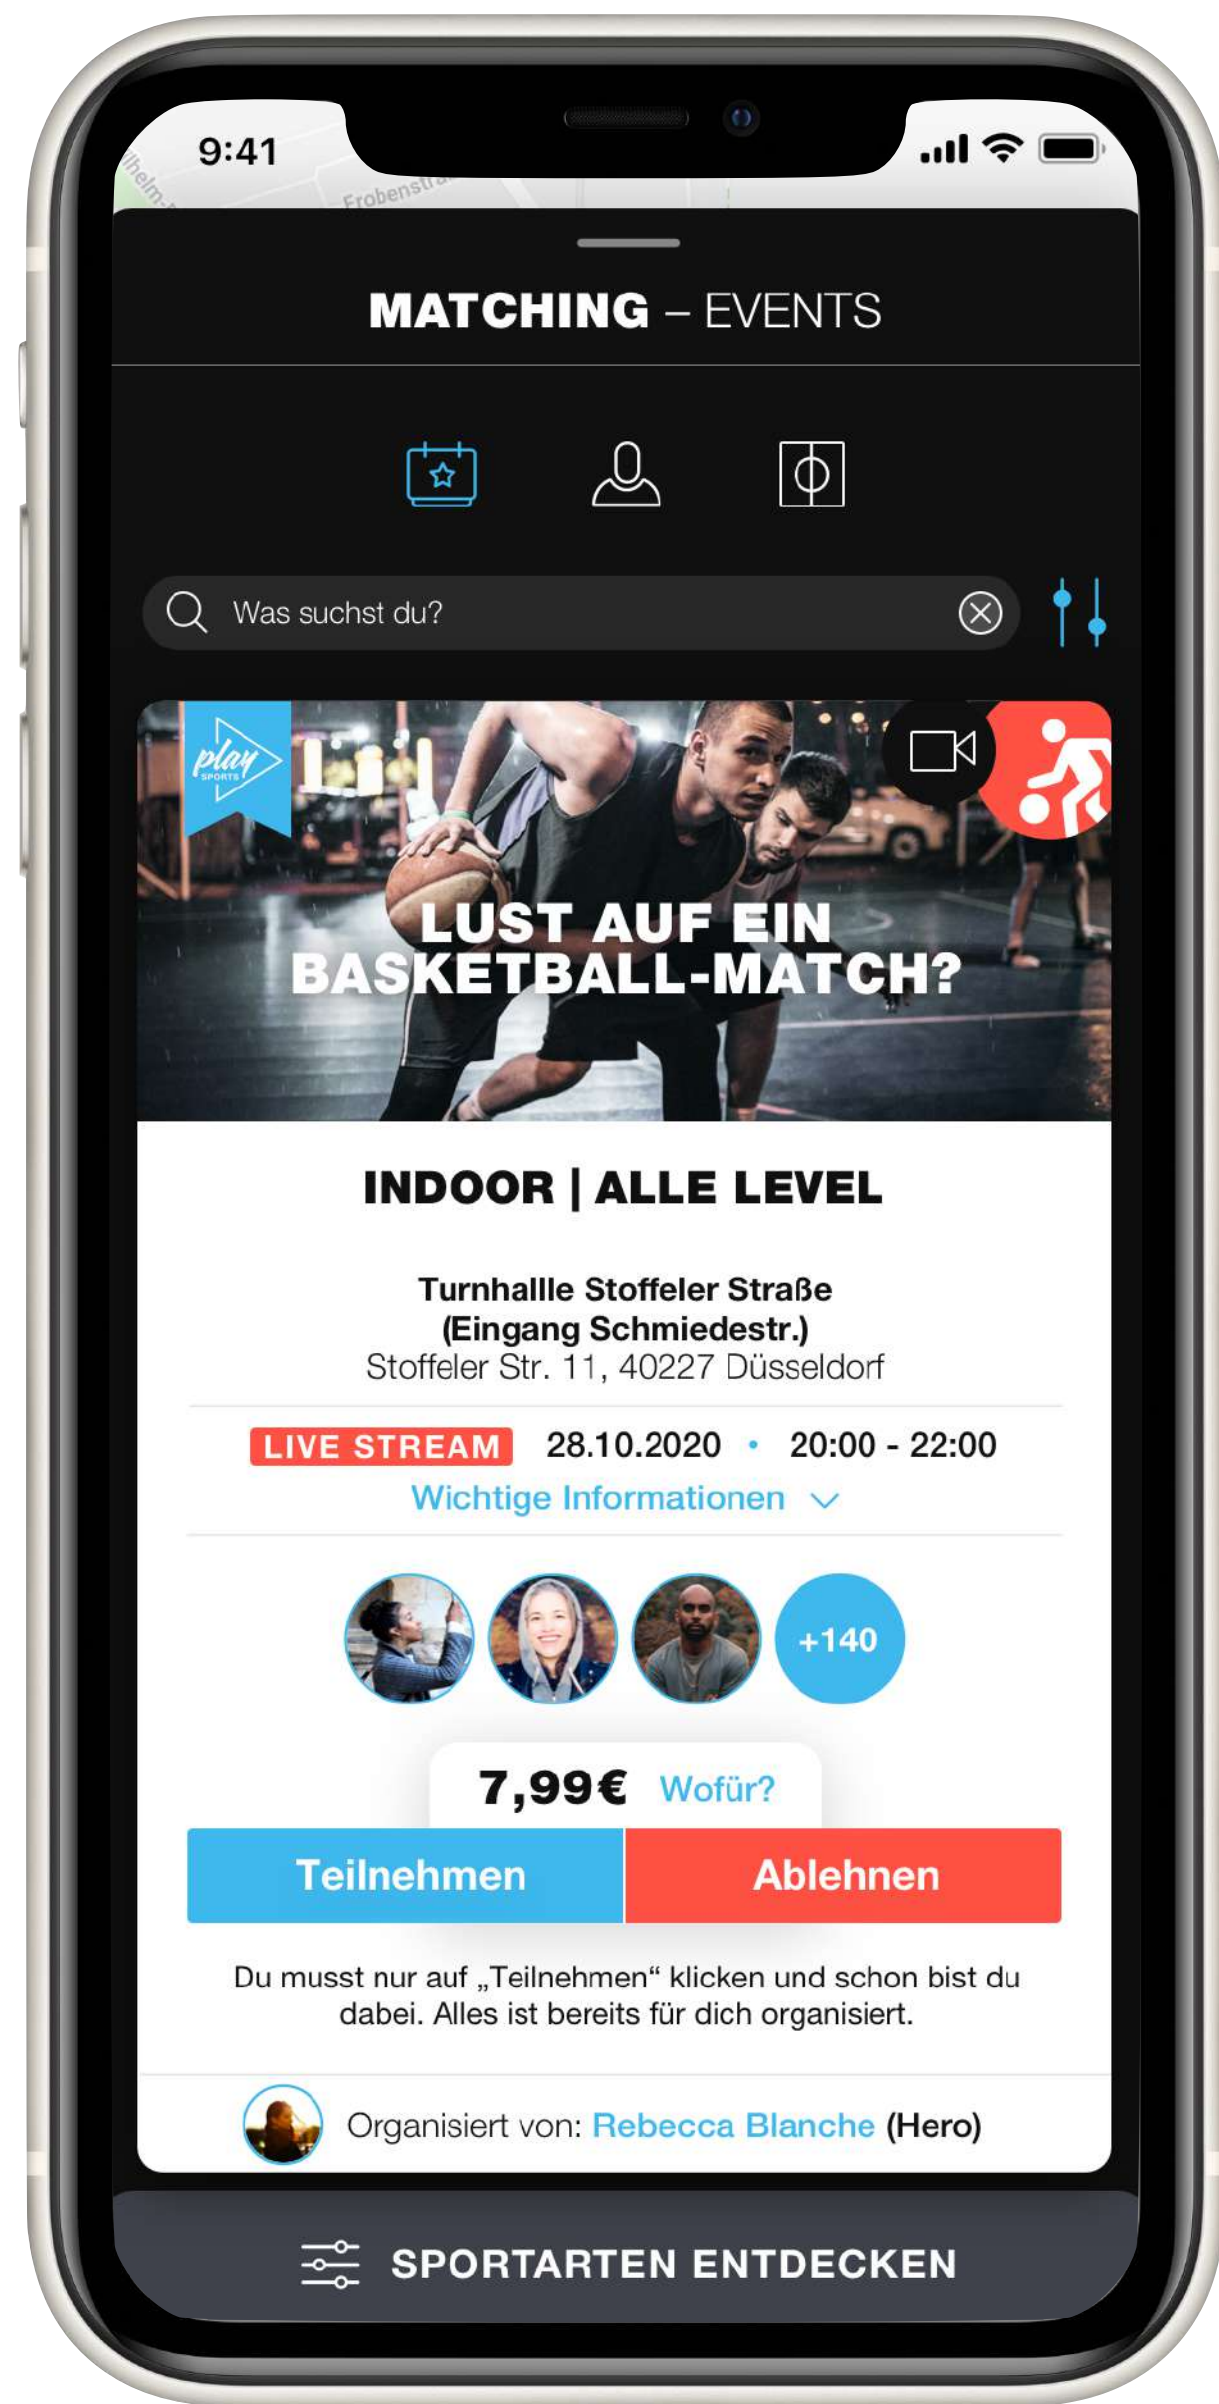 9:41
Frobenstra
MATCHING – EVENTS
Was suchst du?
play
SPORTS
LUST AUF EIN
BASKETBALL-MATCH?
INDOOR | ALLE LEVEL
Turnhallle Stoffeler Straße
(Eingang Schmiedestr.)
Stoffeler Str. 11, 40227 Düsseldorf
LIVE STREAM 28.10.2020 • 20:00 - 22:00
Wichtige Informationen
+140
7,99€ Wofür?
Teilnehmen Ablehnen
Du musst nur auf „Teilnehmen“ klicken und schon bist du
dabei. Alles ist bereits für dich organisiert.
Organisiert von: Rebecca Blanche (Hero)
SPORTARTEN ENTDECKEN